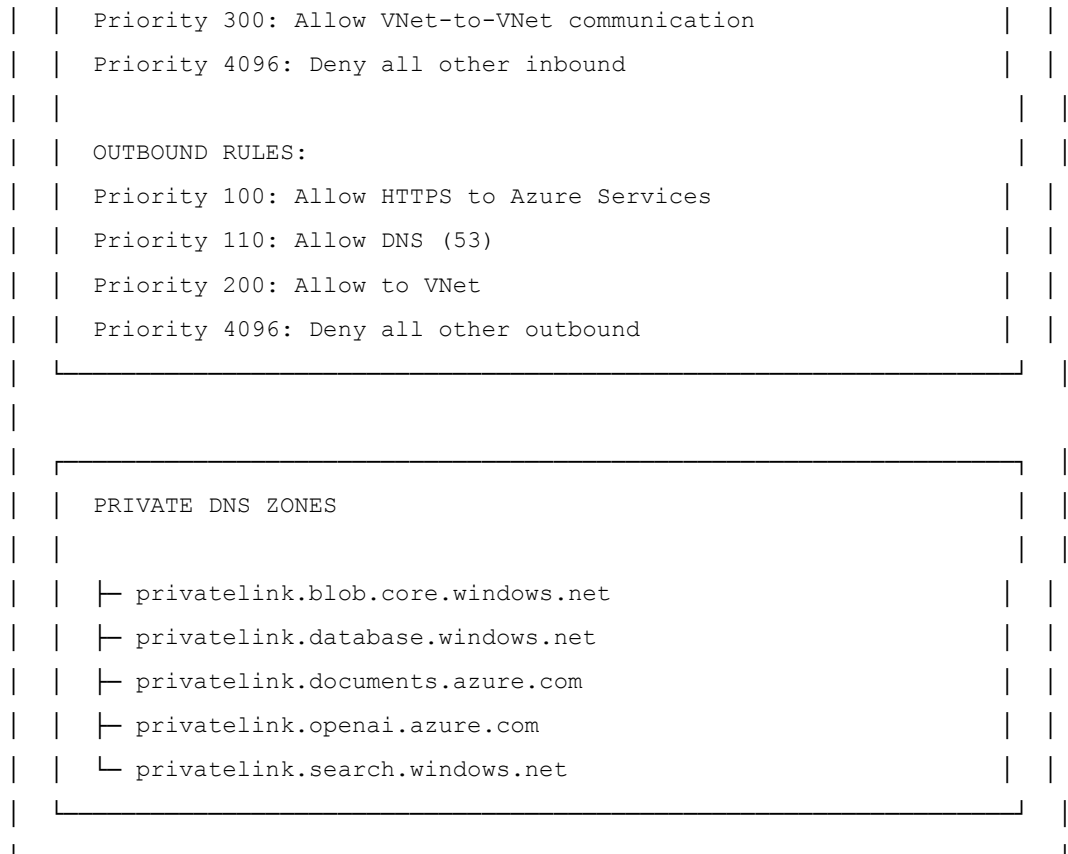 Priority 300: Allow VNet-to-VNet communication
Priority 4096: Deny all other inbound
OUTBOUND RULES:
Priority 100: Allow HTTPS to Azure Services
Priority 110: Allow DNS (53)
Priority 200: Allow to VNet
Priority 4096: Deny all other outbound
PRIVATE DNS ZONES
├─ privatelink.blob.core.windows.net
├─ privatelink.database.windows.net
├─ privatelink.documents.azure.com
├─ privatelink.openai.azure.com
└─ privatelink.search.windows.net